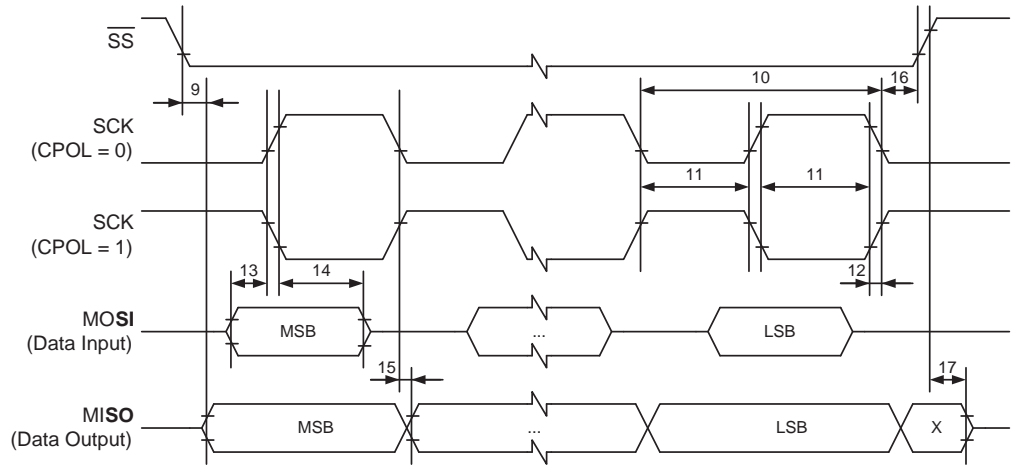 SS
9
10
16
SCK
(CPOL = 0)
11
11
SCK
(CPOL = 1)
13
14
12
MOSI
(Data Input)
MSB
...
LSB
15
17
MISO
(Data Output)
MSB
...
LSB
X